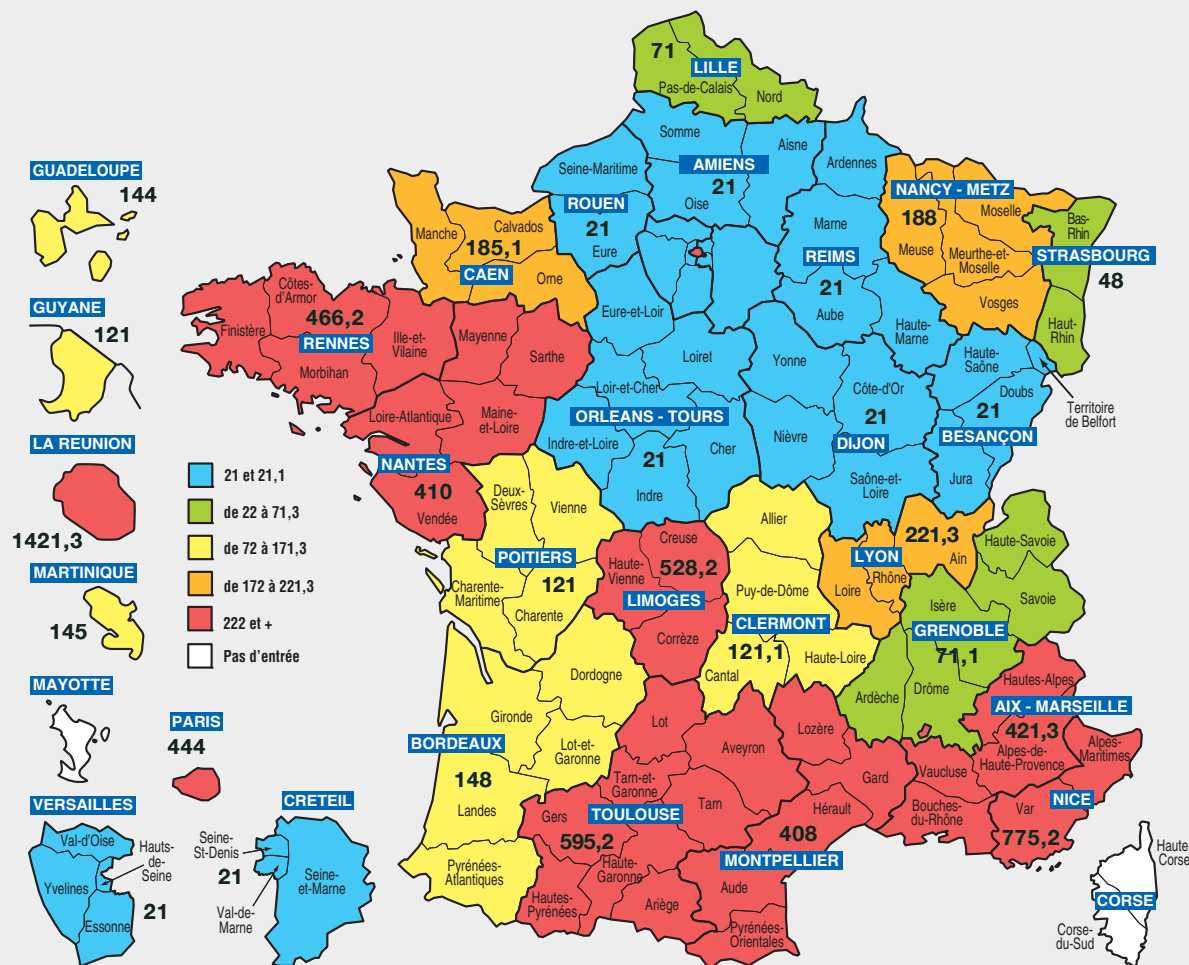 71
LILLE
Pas-de-Calais
Nord
Somme
Aisne
AMIENS
21
Oise
Ardennes
Seine-Maritime
ROUEN
21
Eure
Marne
REIMS
21
Aube
Haute-
Marne
NANCY - METZ
188
Moselle
Meuse
Meurthe-et-
Moselle
Vosges
Bas-
Rhin
STRASBOURG
48
Haut-
Rhin
Manche
Calvados
185,1
CAEN
Orne
Côtes-
d'Armor
466,2
Finistère
RENNES
Ille-et
Vilaine
Morbihan
Mayenne
Sarthe
Loire-Atlantique
Maine-
et-Loire
NANTES
410
Vendée
Eure-et-Loir
Loiret
Loir-et-Cher
ORLEANS - TOURS
Indre-et-Loire
Cher
21
Indre
Yonne
Côte-d'Or
21
Nièvre
DIJON
Saône-et-
Loire
Haute-
Saône
Doubs
21
BESANÇON
Jura
Territoire
de Belfort
Deux-
Sèvres
Vienne
POITIERS
121
Charente-
Maritime
Charente
Creuse
528,2
Haute-
Vienne
LIMOGES
Corrèze
Allier
Puy-de-Dôme
CLERMONT
121,1
Haute-Loire
Cantal
221,3
LYON
Ain
Rhône
Loire
Haute-Savoie
Savoie
Isère
GRENOBLE
71,1
Ardèche
Drôme
Hautes-Alpes
AIX - MARSEILLE
421,3
Alpes-de-
Haute-Provence
Vaucluse
Bouches-
du-Rhône
Alpes-
Maritimes
NICE
Var
775,2
Dordogne
Gironde
BORDEAUX
Lot-et-
Garonne
148
Landes
Pyrénées-
Atlantiques
Lot
Aveyron
Tarn-et-
Garonne
Tarn
Gers
TOULOUSE
595,2
Haute-
Garonne
Hautes-
Pyrénées
Ariège
Lozère
Gard
Hérault
408
MONTPELLIER
Aude
Pyrénées-
Orientales
Haute
Corse
CORSE
Corse-
du-Sud
GUADELOUPE
144
GUYANE
121
LA REUNION
1421,3
MARTINIQUE
145
MAYOTTE
PARIS
444
VERSAILLES
Val-d'Oise
Hauts-
de-
Seine
Yvelines
21
Essonne
CRETEIL
Seine-
St-Denis
21
Seine-
et-Marne
Val-de-
Marne
21 et 21,1
de 22 à 71,3
de 72 à 171,3
de 172 à 221,3
222 et +
Pas d'entrée